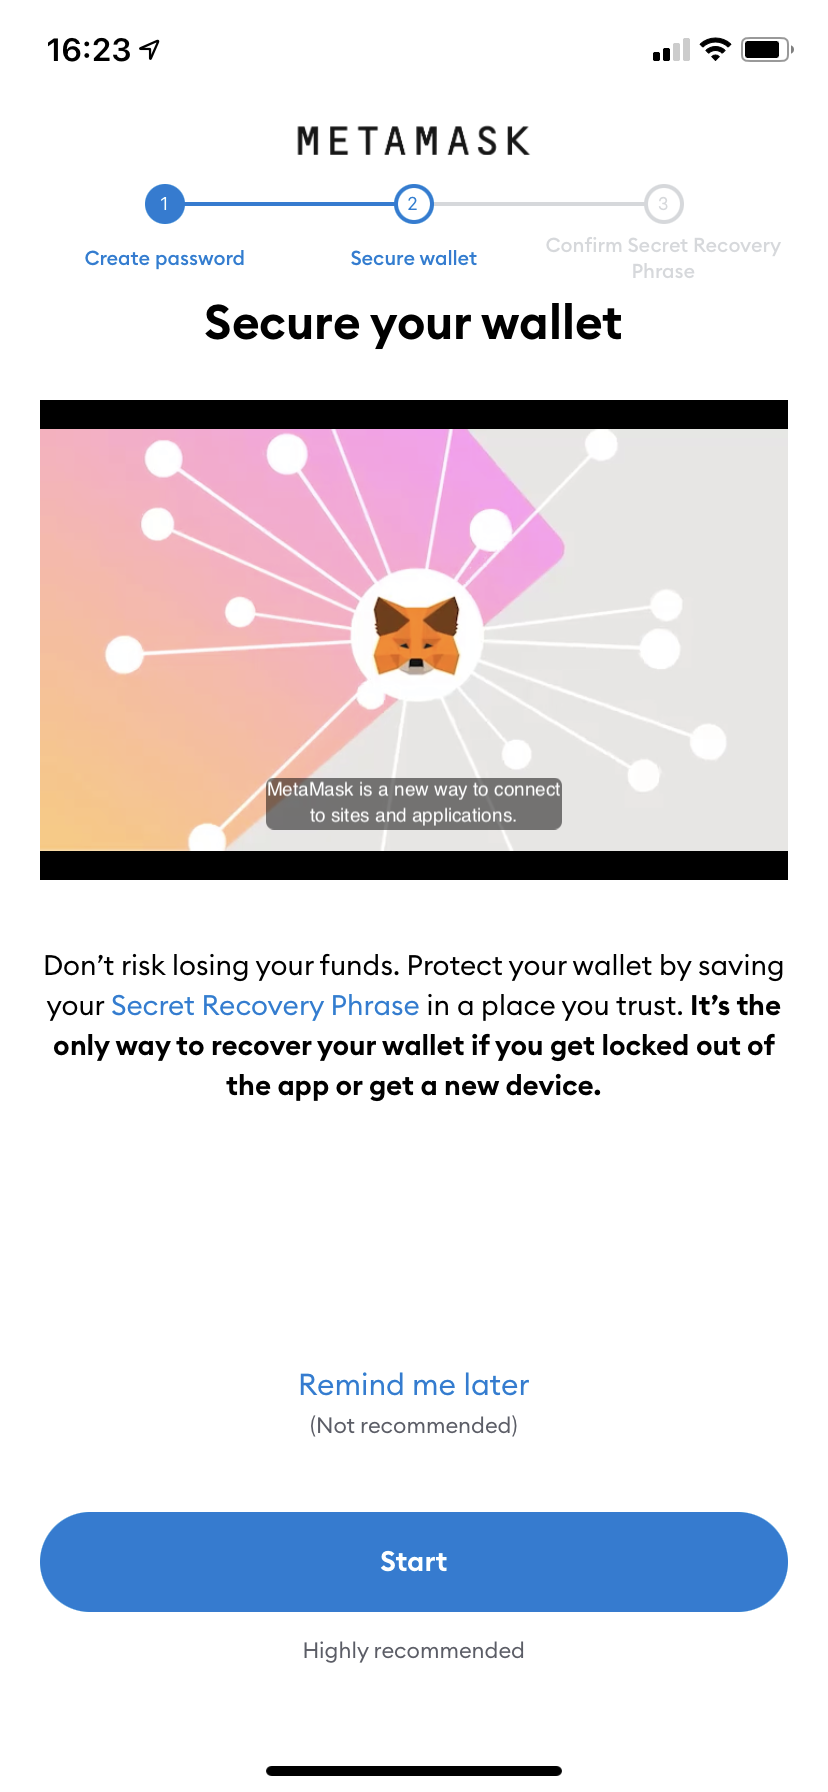 16:23
METAMASK
1
2
3
Create password
Secure wallet
Confirm Secret Recovery
Phrase
Secure your wallet
MetaMask is a new way to connect
to sites and applications.
Don’t risk losing your funds. Protect your wallet by saving
your Secret Recovery Phrase in a place you trust. It’s the
only way to recover your wallet if you get locked out of
the app or get a new device.
Remind me later
(Not recommended)
Start
Highly recommended